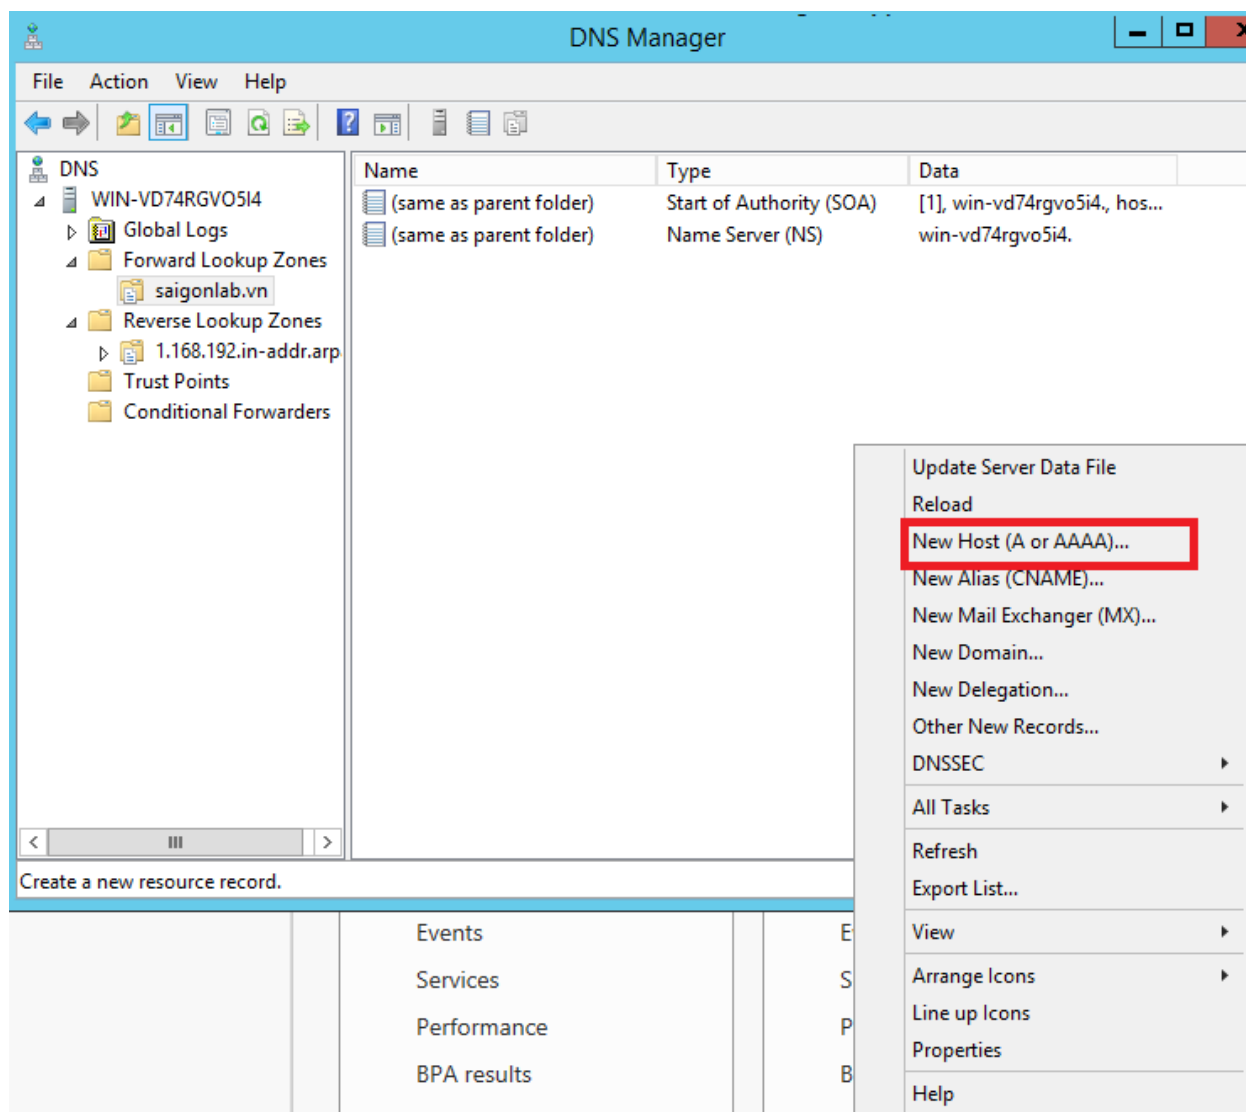 DNS Manager
File Action View Help
DNS
WIN-VD74RGVO5I4
Global Logs
Forward Lookup Zones
saigonlab.vn
Reverse Lookup Zones
1.168.192.in-addr.arp
Trust Points
Conditional Forwarders
Name Type Data
(same as parent folder) Start of Authority (SOA) [1], win-vd74rgvo5i4., hos...
(same as parent folder) Name Server (NS) win-vd74rgvo5i4.
Update Server Data File
Reload
New Host (A or AAAA)...
New Alias (CNAME)...
New Mail Exchanger (MX)...
New Domain...
New Delegation...
Other New Records...
DNSSEC
All Tasks
Refresh
Export List...
View
Arrange Icons
Line up Icons
Properties
Help
Create a new resource record.
Events
Services
Performance
BPA results
E
S
P
B